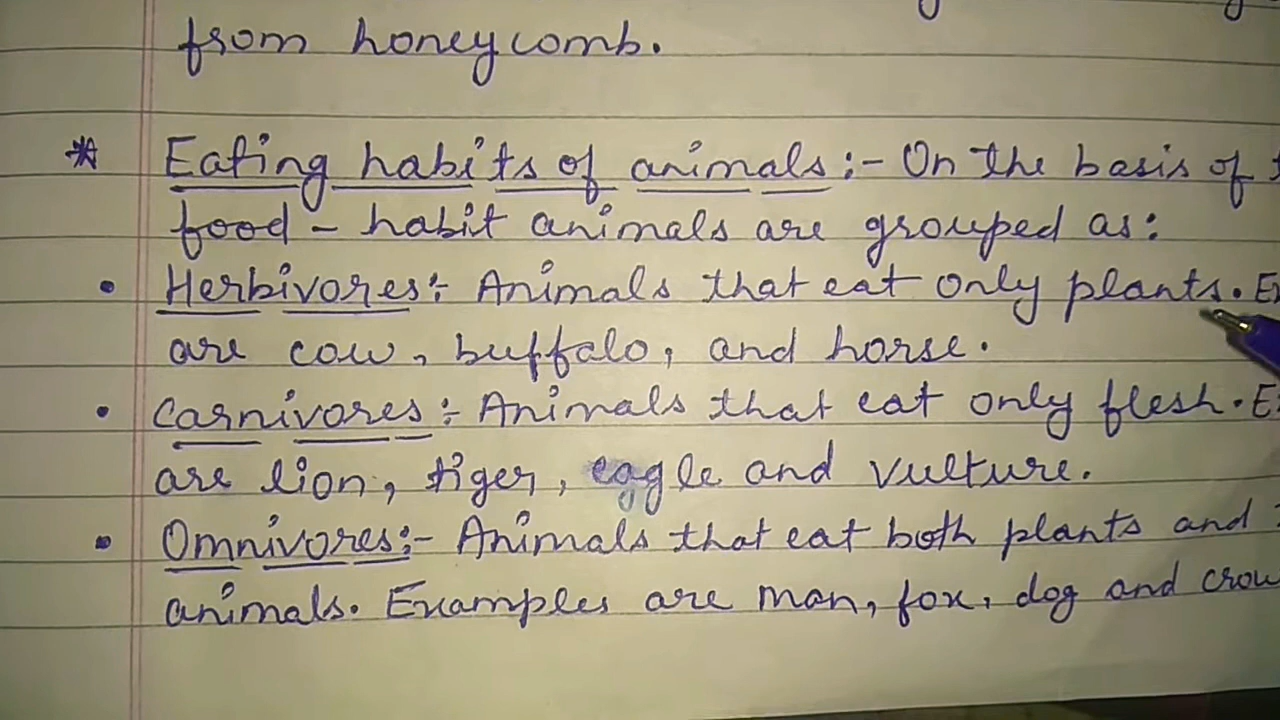 from honeycomb.
* Eating habits of animals :- On the basis of
food - habit animals are grouped as:
• Herbivores :- Animals that eat only plants.
are cow, buffalo, and horse.
• Carnivores :- Animals that eat only flesh.
are lion, tiger, eagle and vulture.
• Omnivores :- Animals that eat both plants and
animals. Examples are man, fox, dog and crow